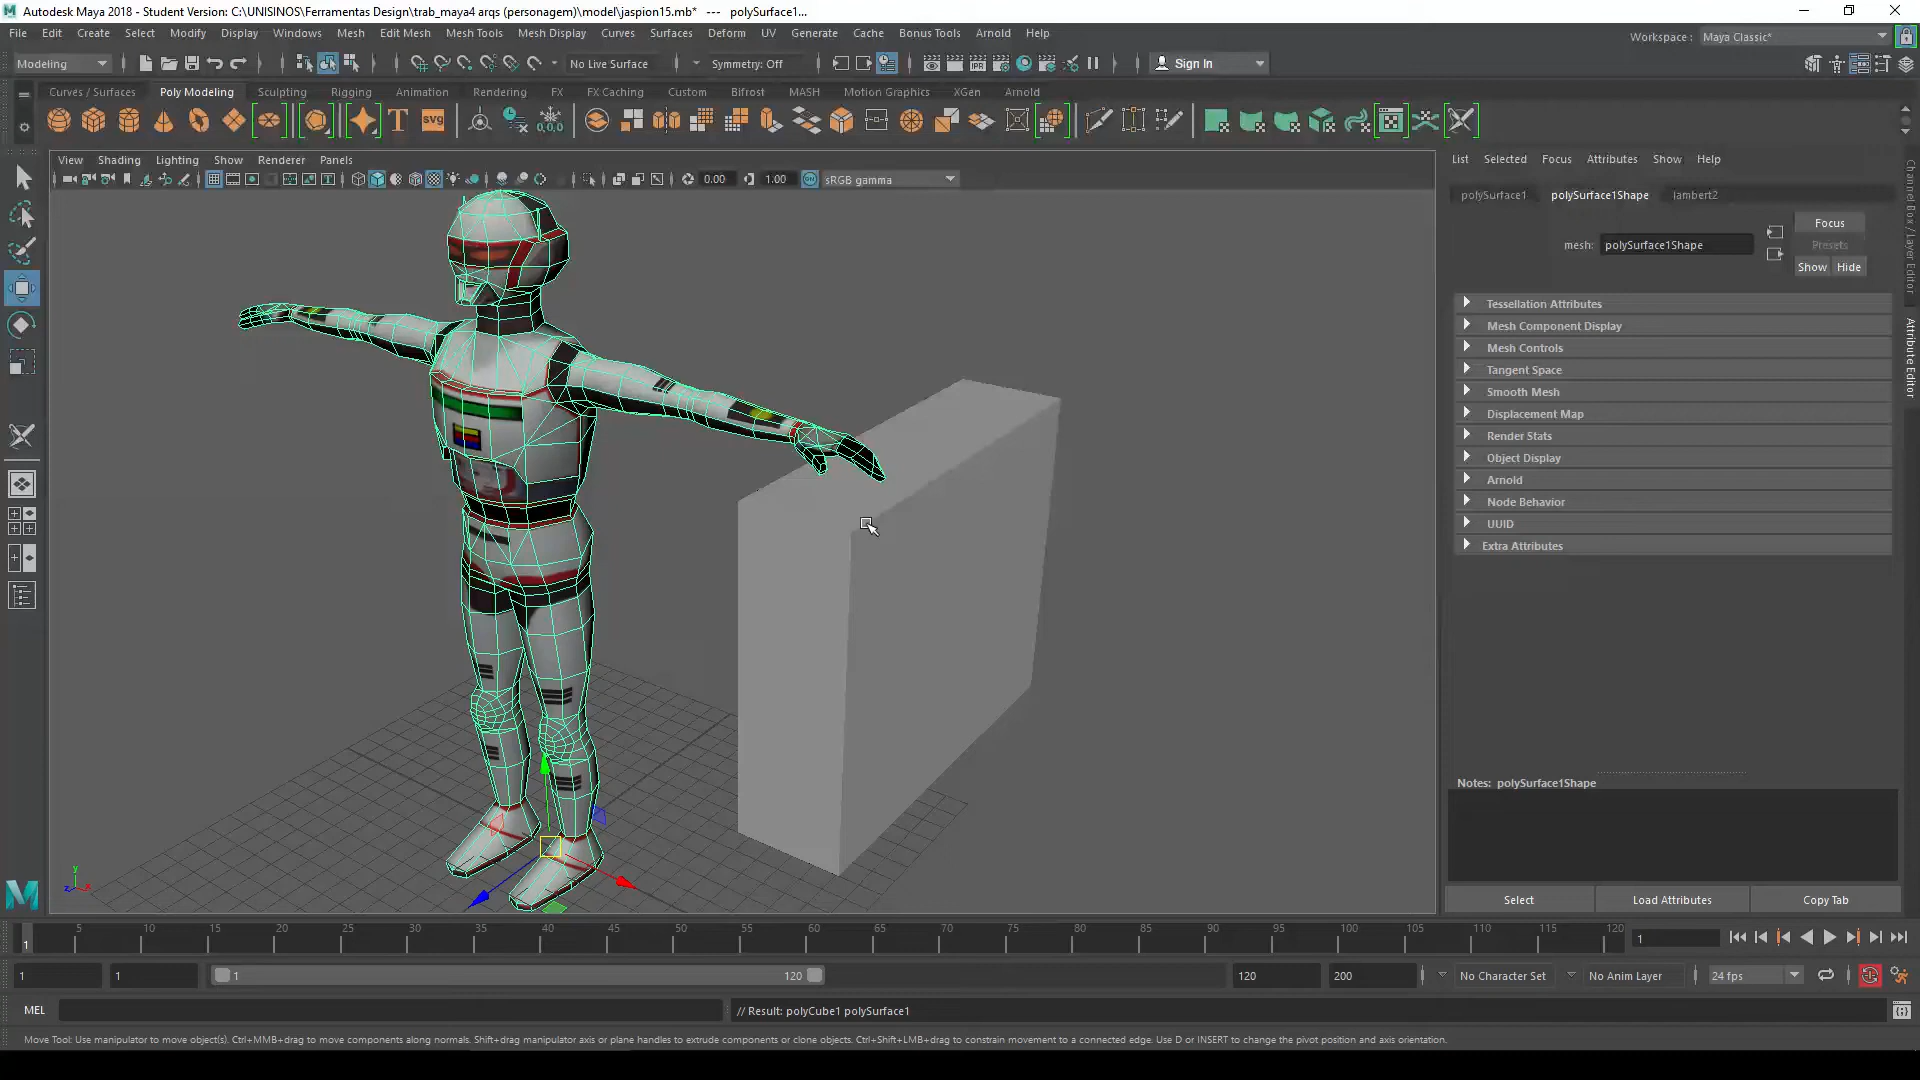 Autodesk Maya 2018 - Student Version: C:\UNISINOS\Ferramentas Design\trab_maya4 arqs (personagem)\model\jaspion15.mb* --- polySurface1...
File Edit Create Select Modify Display Windows Mesh Edit Mesh Mesh Tools Mesh Display Curves Surfaces Deform UV Generate Cache Bonus Tools Arnold Help
Workspace : Maya Classic*
Modeling No Live Surface Symmetry: Off Sign In
Curves / Surfaces Poly Modeling Sculpting Rigging Animation Rendering FX FX Caching Custom Bifrost MASH Motion Graphics XGen Arnold
View Shading Lighting Show Renderer Panels
0.00 1.00 sRGB gamma
List Selected Focus Attributes Show Help
polySurface1 polySurface1Shape lambert2
Focus
mesh: polySurface1Shape
Presets
Show Hide
Tessellation Attributes
Mesh Component Display
Mesh Controls
Tangent Space
Smooth Mesh
Displacement Map
Render Stats
Object Display
Arnold
Node Behavior
UUID
Extra Attributes
Channel Box / Layer Editor
Attribute Editor
Notes: polySurface1Shape
Select Load Attributes Copy Tab
y
z x
5 10 15 20 25 30 35 40 45 50 55 60 65 70 75 80 85 90 95 100 105 110 115 120
1 1
1 1 1 120 120 200 No Character Set No Anim Layer 24 fps
MEL // Result: polyCube1 polySurface1
Move Tool: Use manipulator to move object(s). Ctrl+MMB+drag to move components along normals. Shift+drag manipulator axis or plane handles to extrude components or clone objects. Ctrl+Shift+LMB+drag to constrain movement to a connected edge. Use D or INSERT to change the pivot position and axis orientation.